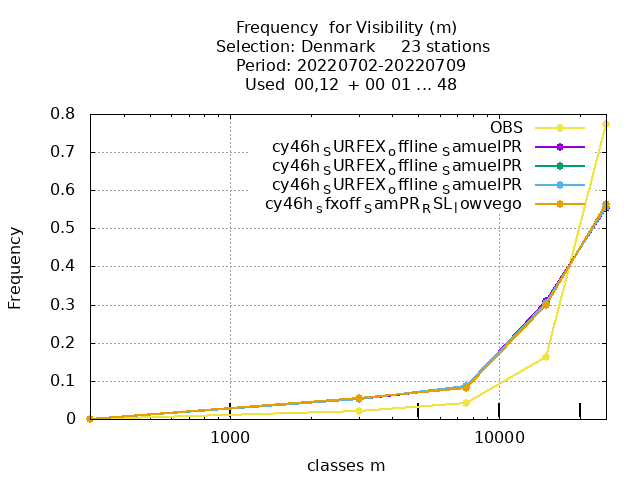 Frequency for Visibility (m)
Selection: Denmark 23 stations
Period: 20220702-20220709
Used 00,12 + 00 01 ... 48
0.8
0.7
0.6
0.5
0.4
0.3
0.2
0.1
0
Frequency
OBS
cy46h_SURFEX_offline_SamuelPR
cy46h_SURFEX_offline_SamuelPR
cy46h_SURFEX_offline_SamuelPR
cy46h_sfxoff_SamPR_RSL_lowvego
1000 10000
classes m